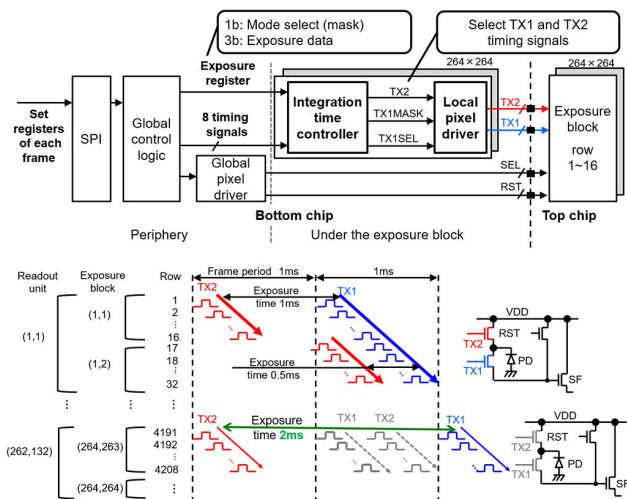 1b: Mode select (mask)
3b: Exposure data
Select TX1 and TX2
timing signals
Exposure
register
264 × 264
264 × 264
Set
registers
of each
frame
SPI
Global
control
logic
8 timing
signals
Global
pixel
driver
Integration
time
controller
TX2
TX1MASK
TX1SEL
Local
pixel
driver
TX2
TX1
SEL
RST
Exposure
block
row
1~16
Bottom chip
Top chip
Periphery
Under the exposure block
Readout
unit
Exposure
block
Row
Frame period 1ms
1ms
(1,1)
(1,1)
1
2
⋮
16
(1,2)
17
18
⋮
32
TX2
Exposure
time 1ms
TX1
Exposure
time 0.5ms
VDD
RST
TX2
TX1
PD
SF
⋮
⋮
⋮
(262,132)
(264,263)
4191
4192
⋮
4208
(264,264)
⋮
TX2
Exposure
time 2ms
TX1
TX2
TX1
VDD
RST
TX2
TX1
PD
SF